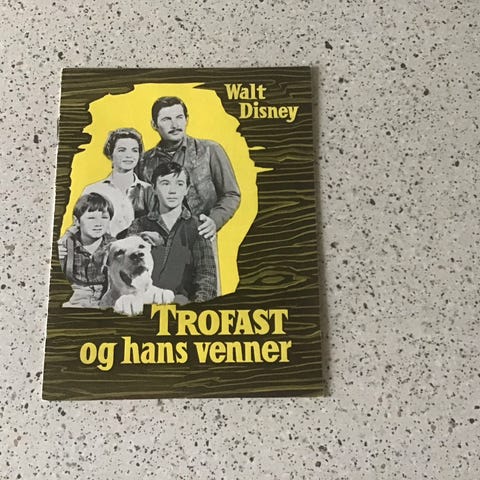 Walt
Disney
TROFAST
og hans venner